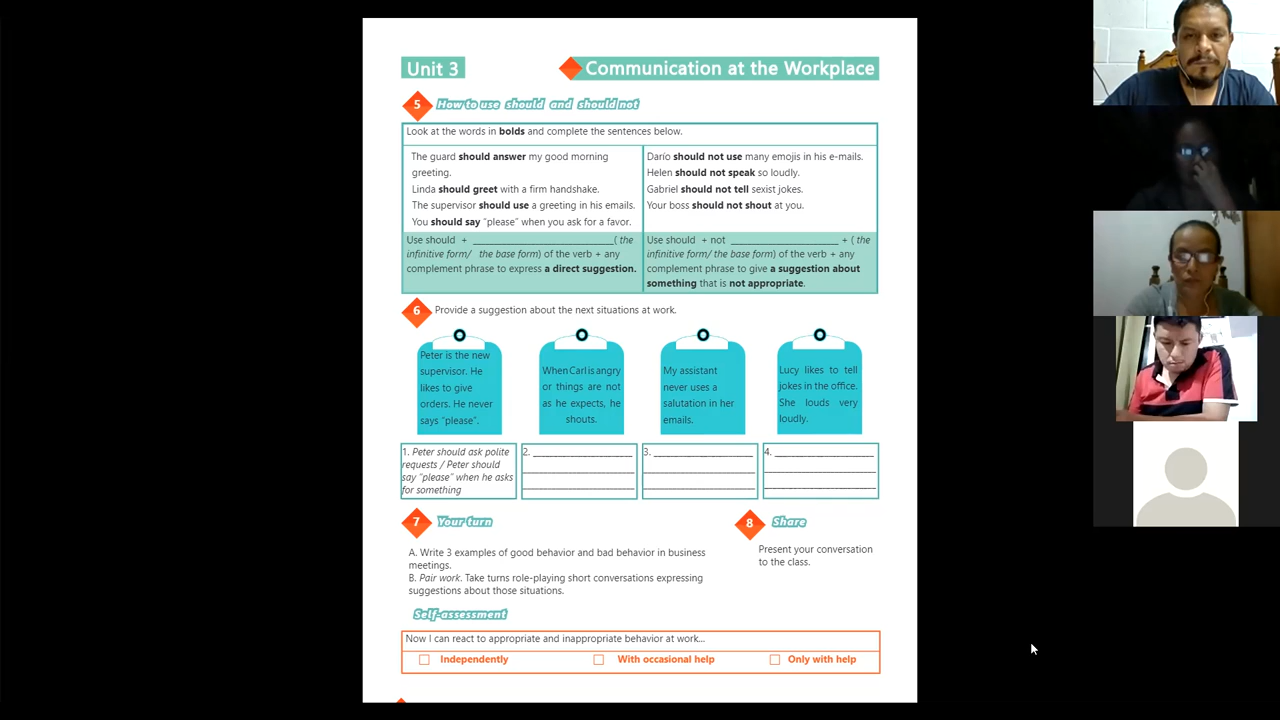 Unit 3
Communication at the Workplace
5 How to use should and should not
Look at the words in bolds and complete the sentences below.
The guard should answer my good morning
greeting.
Linda should greet with a firm handshake.
The supervisor should use a greeting in his emails.
You should say “please” when you ask for a favor.
Darío should not use many emojis in his e-mails.
Helen should not speak so loudly.
Gabriel should not tell sexist jokes.
Your boss should not shout at you.
Use should + ____________________________( the
infinitive form/ the base form) of the verb + any
complement phrase to express a direct suggestion.
Use should + not _____________________ + ( the
infinitive form/ the base form) of the verb + any
complement phrase to give a suggestion about
something that is not appropriate.
6 Provide a suggestion about the next situations at work.
Peter is the new
supervisor. He
likes to give
orders. He never
says “please”.
When Carl is angry
or things are not
as he expects, he
shouts.
My assistant
never uses a
salutation in her
emails.
Lucy likes to tell
jokes in the office.
She louds very
loudly.
1. Peter should ask polite
requests / Peter should
say “please” when he asks
for something
2. ____________________
3. ____________________
4. ____________________
7 Your turn
A. Write 3 examples of good behavior and bad behavior in business
meetings.
B. Pair work. Take turns role-playing short conversations expressing
suggestions about those situations.
8 Share
Present your conversation
to the class.
Self-assessment
Now I can react to appropriate and inappropriate behavior at work...
Independently
With occasional help
Only with help